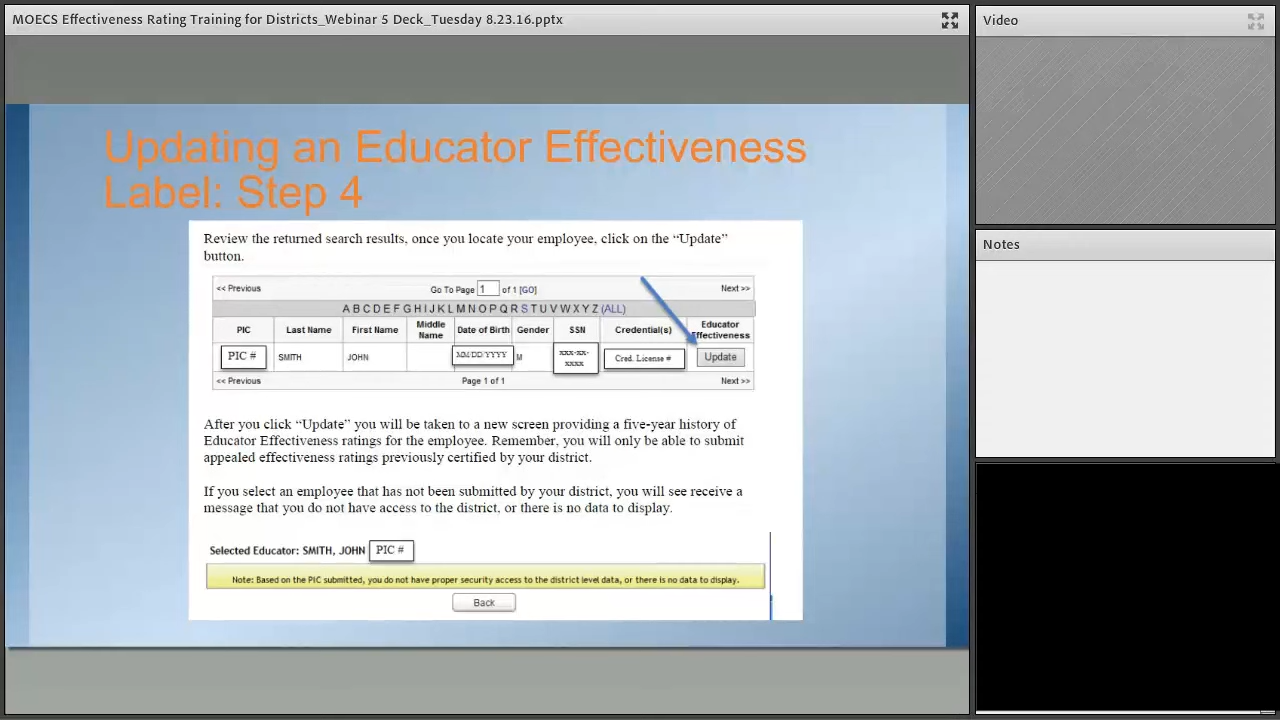 MOECS Effectiveness Rating Training for Districts_Webinar 5 Deck_Tuesday 8.23.16.pptx
Video
Notes
Updating an Educator Effectiveness
Label: Step 4
Review the returned search results, once you locate your employee, click on the “Update”
button.
<< Previous Go To Page 1 of 1 [GO] Next >>
A B C D E F G H I J K L M N O P Q R S T U V W X Y Z (ALL)
PIC Last Name First Name Middle Name Date of Birth Gender SSN Credential(s) Educator Effectiveness
PIC # SMITH JOHN MM/DD/YYYY M xxx-xx-xxxx Cred. License # Update
<< Previous Page 1 of 1 Next >>
After you click “Update” you will be taken to a new screen providing a five-year history of
Educator Effectiveness ratings for the employee. Remember, you will only be able to submit
appealed effectiveness ratings previously certified by your district.
If you select an employee that has not been submitted by your district, you will see receive a
message that you do not have access to the district, or there is no data to display.
Selected Educator: SMITH, JOHN PIC #
Note: Based on the PIC submitted, you do not have proper security access to the district level data, or there is no data to display.
Back